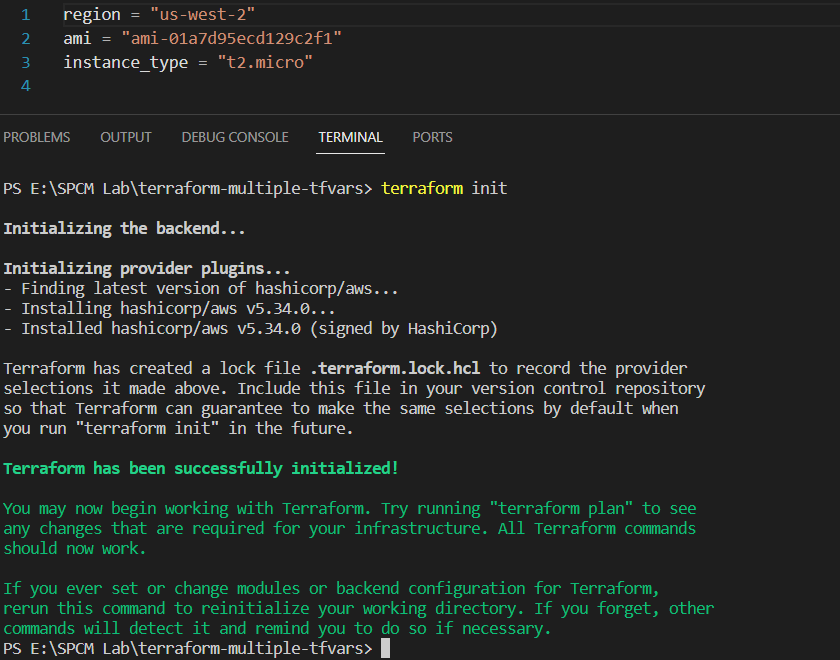 1 region = "us-west-2"
2 ami = "ami-01a7d95ecd129c2f1"
3 instance_type = "t2.micro"
4
PROBLEMS OUTPUT DEBUG CONSOLE TERMINAL PORTS
PS E:\SPCM Lab\terraform-multiple-tfvars> terraform init
Initializing the backend...
Initializing provider plugins...
- Finding latest version of hashicorp/aws...
- Installing hashicorp/aws v5.34.0...
- Installed hashicorp/aws v5.34.0 (signed by HashiCorp)
Terraform has created a lock file .terraform.lock.hcl to record the provider
selections it made above. Include this file in your version control repository
so that Terraform can guarantee to make the same selections by default when
you run "terraform init" in the future.
Terraform has been successfully initialized!
You may now begin working with Terraform. Try running "terraform plan" to see
any changes that are required for your infrastructure. All Terraform commands
should now work.
If you ever set or change modules or backend configuration for Terraform,
rerun this command to reinitialize your working directory. If you forget, other
commands will detect it and remind you to do so if necessary.
PS E:\SPCM Lab\terraform-multiple-tfvars>